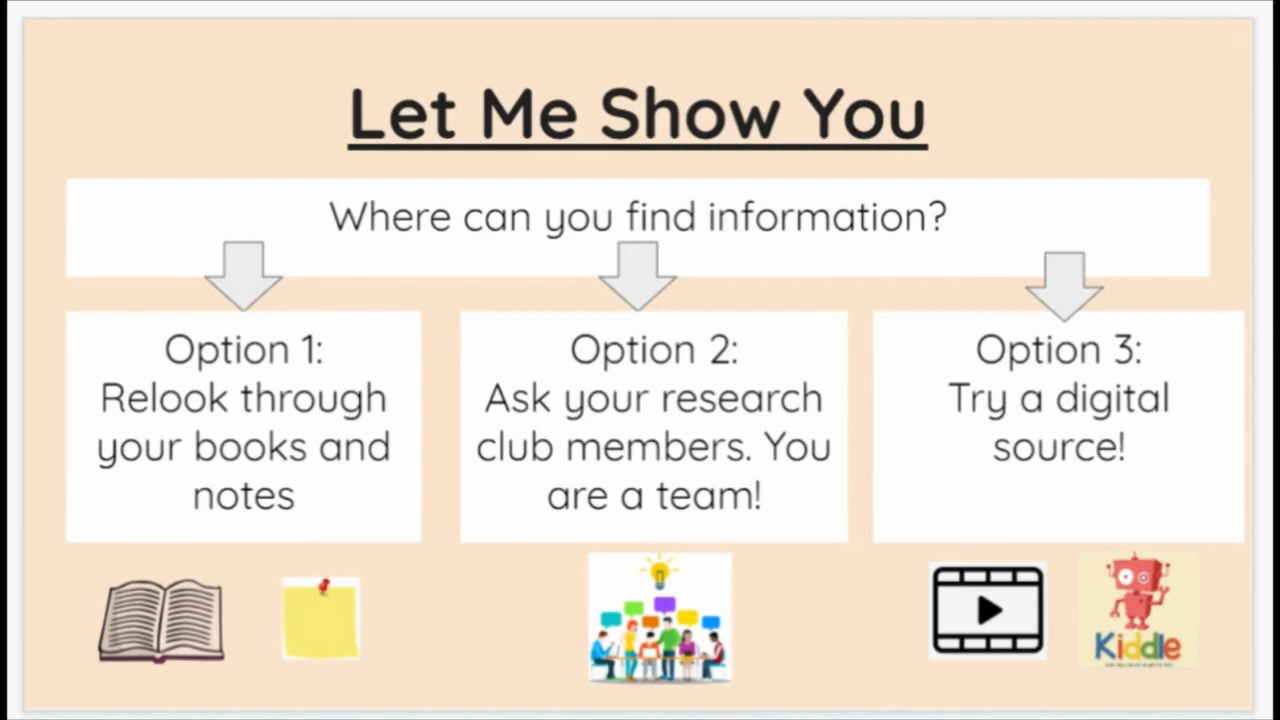 Let Me Show You
Where can you find information?
Option 1:
Relook through
your books and
notes
Option 2:
Ask your research
club members. You
are a team!
Option 3:
Try a digital
source!
Kiddle